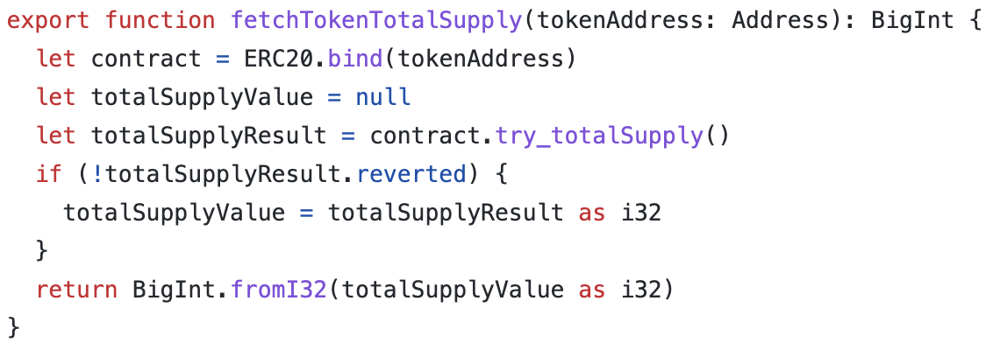 export function fetchTokenTotalSupply(tokenAddress: Address): BigInt {
  let contract = ERC20.bind(tokenAddress)
  let totalSupplyValue = null
  let totalSupplyResult = contract.try_totalSupply()
  if (!totalSupplyResult.reverted) {
    totalSupplyValue = totalSupplyResult as i32
  }
  return BigInt.fromI32(totalSupplyValue as i32)
}